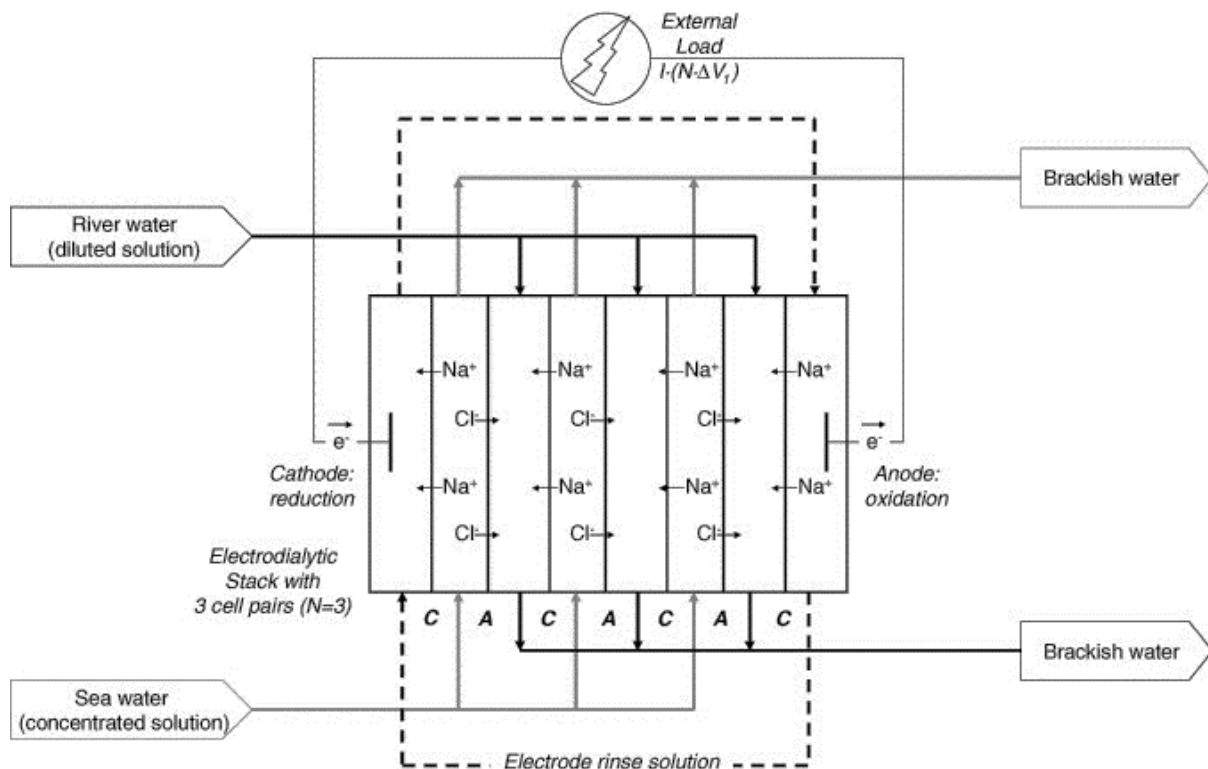 External
Load
I·(N·ΔV₁)
Brackish water
River water
(diluted solution)
Na⁺ Na⁺ Na⁺ Na⁺
Cl⁻ Cl⁻ Cl⁻
e⁻ e⁻
Cathode:
reduction
Anode:
oxidation
Na⁺ Na⁺ Na⁺ Na⁺
Cl⁻ Cl⁻ Cl⁻
Electrodialytic
Stack with
3 cell pairs (N=3)
C A C A C A C
Brackish water
Sea water
(concentrated solution)
Electrode rinse solution